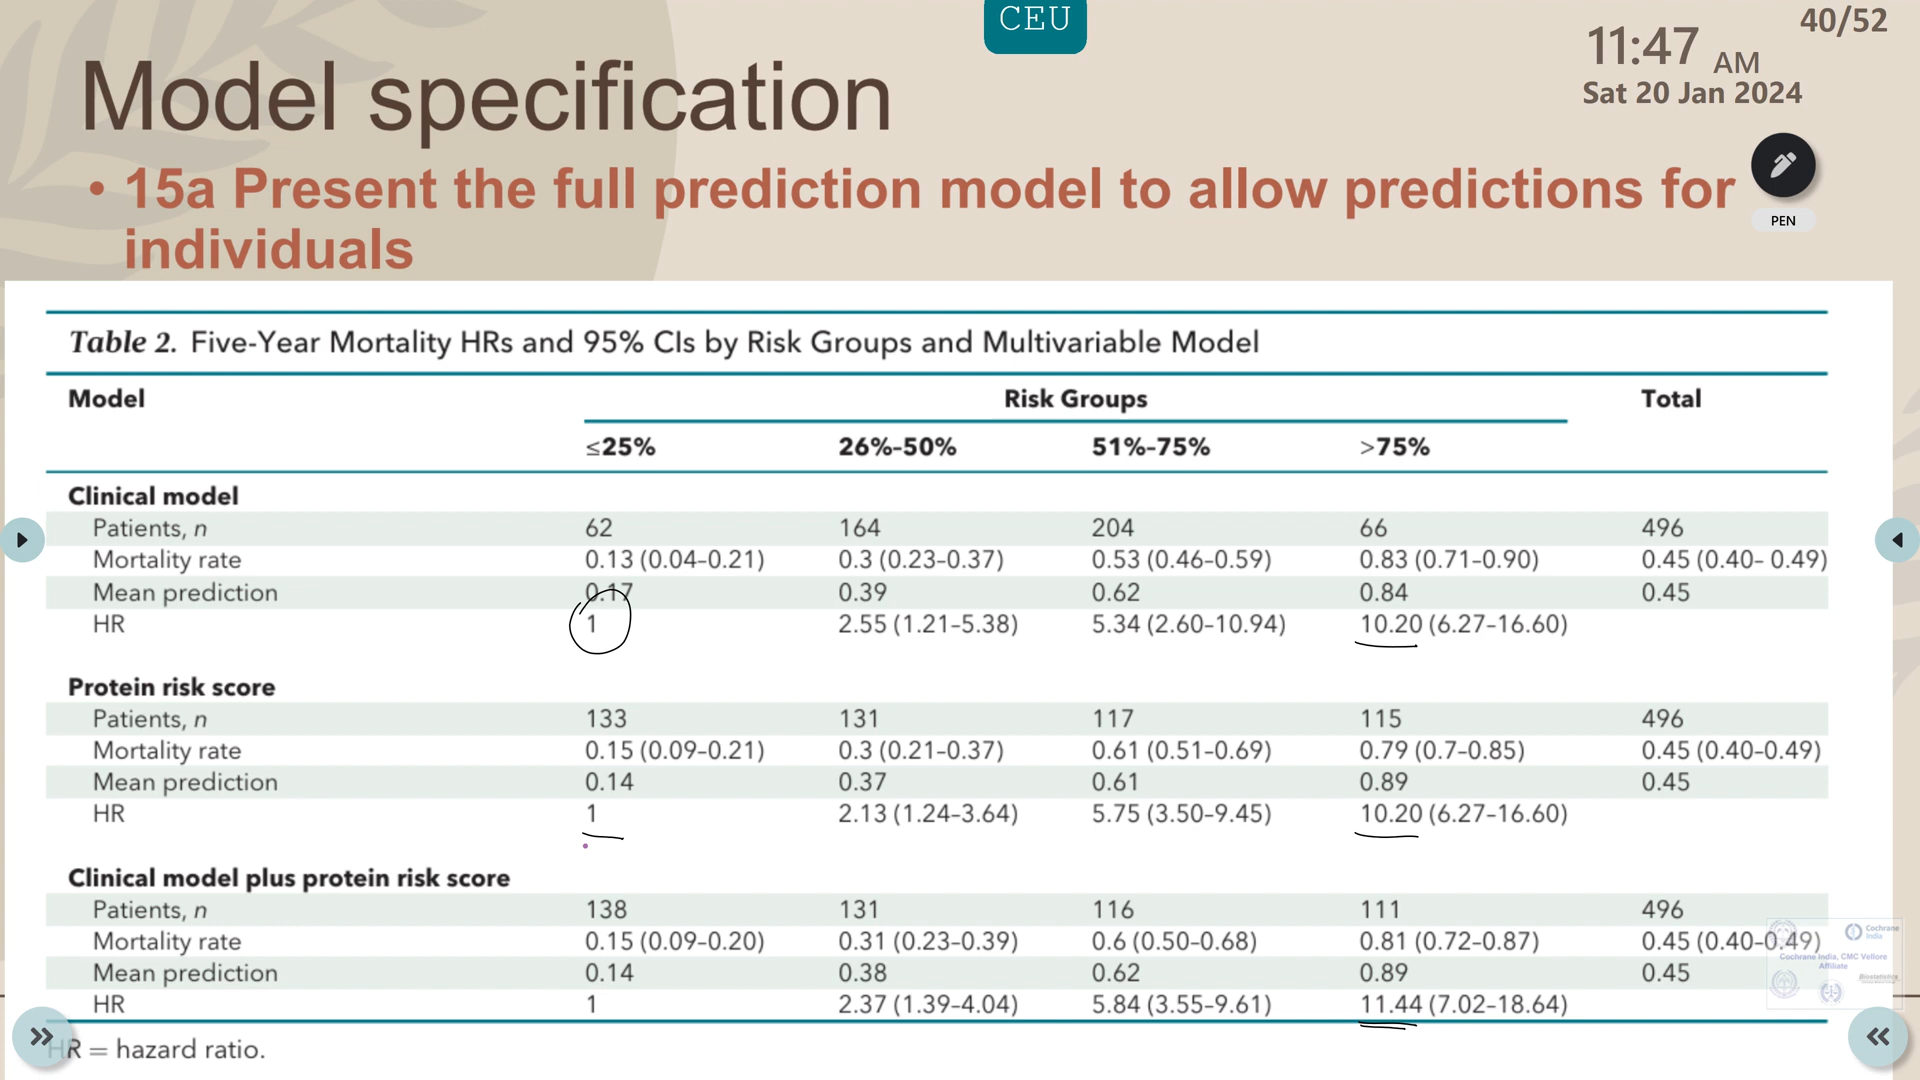 CEU
40/52
11:47 AM
Sat 20 Jan 2024
Model specification
• 15a Present the full prediction model to allow predictions for
individuals
PEN
Table 2. Five-Year Mortality HRs and 95% CIs by Risk Groups and Multivariable Model
Model Risk Groups Total
≤25% 26%–50% 51%–75% >75%
Clinical model
Patients, n 62 164 204 66 496
Mortality rate 0.13 (0.04–0.21) 0.3 (0.23–0.37) 0.53 (0.46–0.59) 0.83 (0.71–0.90) 0.45 (0.40– 0.49)
Mean prediction 0.17 0.39 0.62 0.84 0.45
HR 1 2.55 (1.21–5.38) 5.34 (2.60–10.94) 10.20 (6.27–16.60)
Protein risk score
Patients, n 133 131 117 115 496
Mortality rate 0.15 (0.09–0.21) 0.3 (0.21–0.37) 0.61 (0.51–0.69) 0.79 (0.7–0.85) 0.45 (0.40–0.49)
Mean prediction 0.14 0.37 0.61 0.89 0.45
HR 1 2.13 (1.24–3.64) 5.75 (3.50–9.45) 10.20 (6.27–16.60)
Clinical model plus protein risk score
Patients, n 138 131 116 111 496
Mortality rate 0.15 (0.09–0.20) 0.31 (0.23–0.39) 0.6 (0.50–0.68) 0.81 (0.72–0.87) 0.45 (0.40–0.49)
Mean prediction 0.14 0.38 0.62 0.89 0.45
HR 1 2.37 (1.39–4.04) 5.84 (3.55–9.61) 11.44 (7.02–18.64)
HR = hazard ratio.
Cochrane
India
Cochrane India, CMC Vellore
Affiliate
Biostatistics